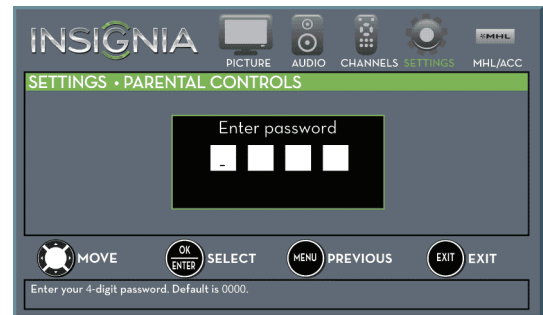 INSIGNIA
PICTURE AUDIO CHANNELS SETTINGS MHL/ACC
MHL
SETTINGS • PARENTAL CONTROLS
Enter password
_
MOVE OK ENTER SELECT MENU PREVIOUS EXIT EXIT
Enter your 4-digit password. Default is 0000.